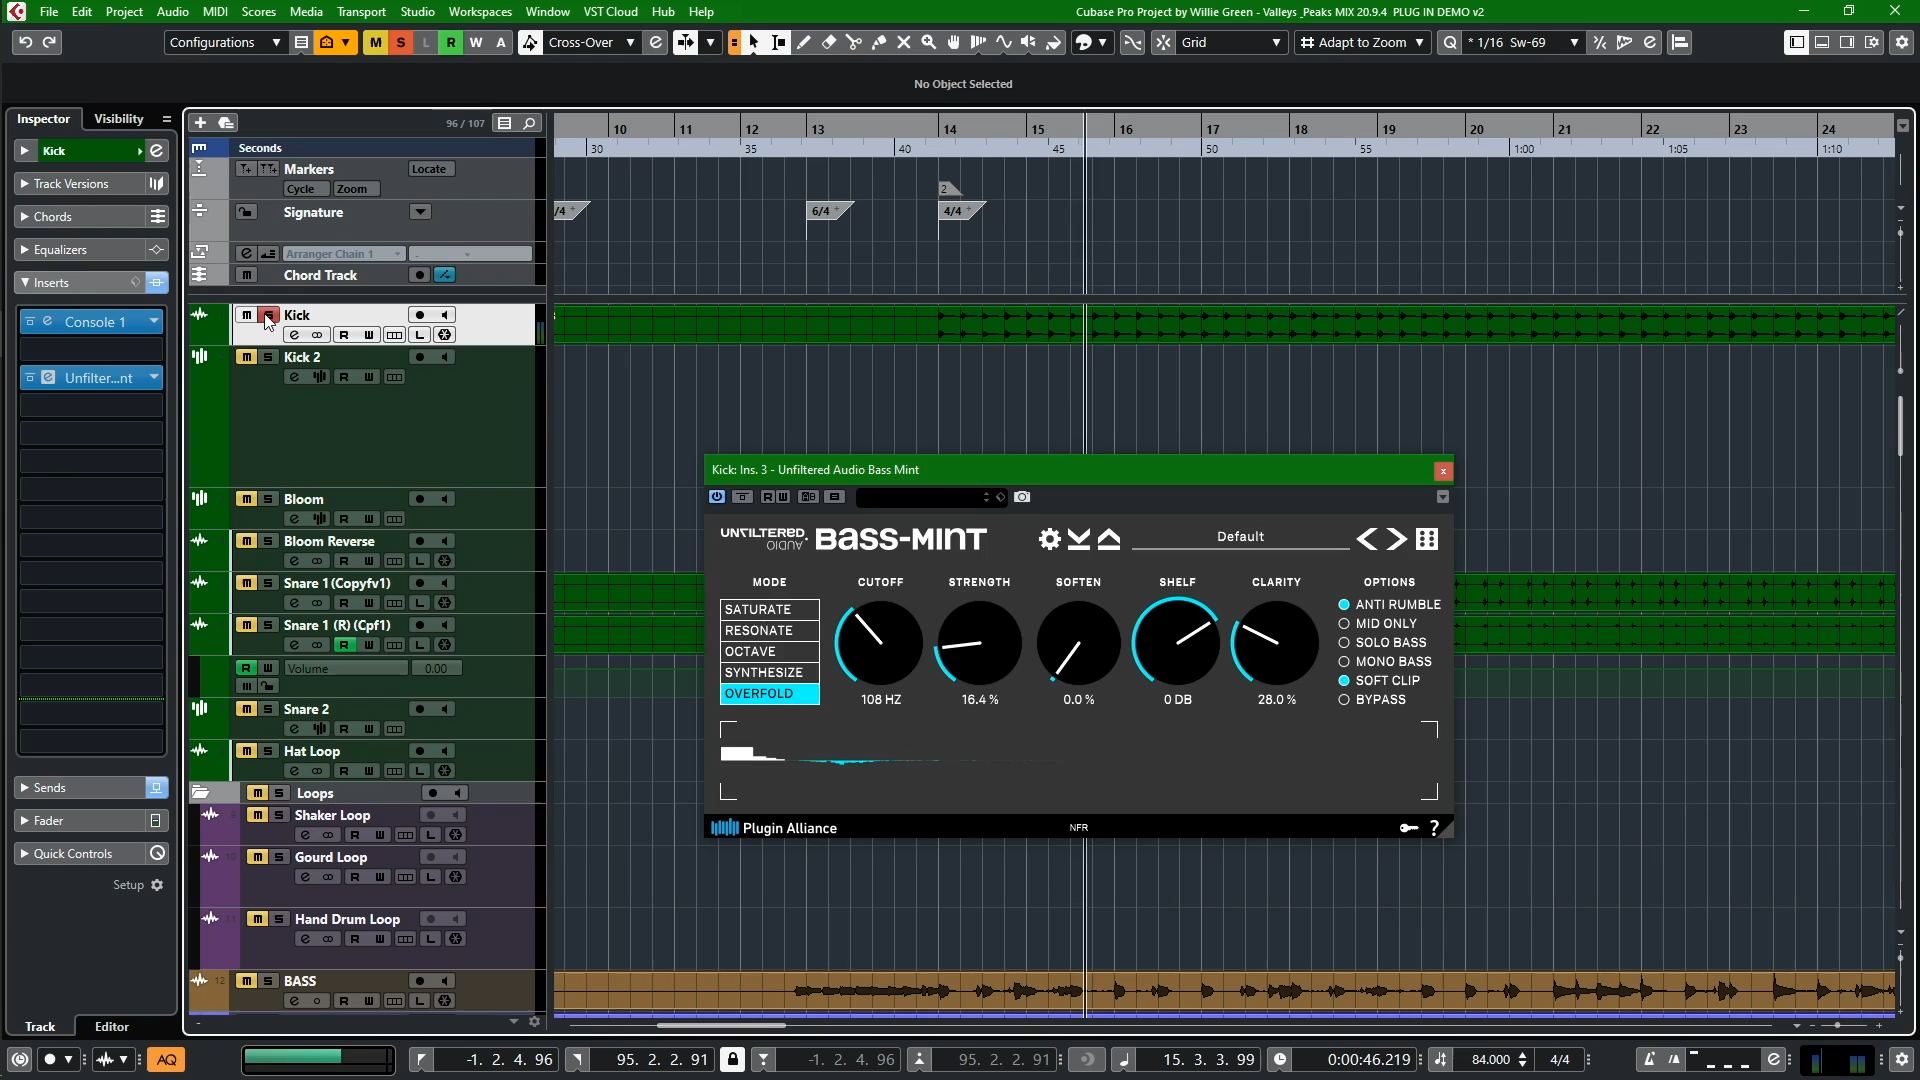 File Edit Project Audio MIDI Scores Media Transport Studio Workspaces Window VST Cloud Hub Help
Cubase Pro Project by Willie Green - Valleys _Peaks MIX 20.9.4 PLUG IN DEMO v2
Configurations M S L R W A Cross-Over Grid Adapt to Zoom Q * 1/16 Sw-69
No Object Selected
Inspector Visibility
96 / 107
10 11 12 13 14 15 16 17 18 19 20 21 22 23 24
Seconds
30 35 40 45 50 55 1:00 1:05 1:10
Kick
Track Versions
Chords
Equalizers
Inserts
Console 1
Unfilter...nt
Sends
Fader
Quick Controls
Setup
Track Editor
Markers Locate
Cycle Zoom
2
Signature
/4 6/4 4/4
Arranger Chain 1
Chord Track
m S Kick
R W L
m S Kick 2
R W
m S Bloom
R W
m S Bloom Reverse
R W L
m S Snare 1 (Copyfv1)
R W L
m S Snare 1 (R) (Cpf1)
R W L
R W Volume 0.00
m S Snare 2
R W
m S Hat Loop
R W L
m S Loops
m S Shaker Loop
R W L
m S Gourd Loop
10
R W L
m S Hand Drum Loop
11
R W L
12 m S BASS
R W L
Kick: Ins. 3 - Unfiltered Audio Bass Mint
x
R W
UNFILTERED AUDIO BASS-MINT
Default
MODE CUTOFF STRENGTH SOFTEN SHELF CLARITY OPTIONS
SATURATE
RESONATE
OCTAVE
SYNTHESIZE
OVERFOLD
108 HZ 16.4 % 0.0 % 0 DB 28.0 %
ANTI RUMBLE
MID ONLY
SOLO BASS
MONO BASS
SOFT CLIP
BYPASS
Plugin Alliance NFR ?
AQ -1. 2. 4. 96 95. 2. 2. 91 -1. 2. 4. 96 95. 2. 2. 91 15. 3. 3. 99 0:00:46.219 84.000 4/4